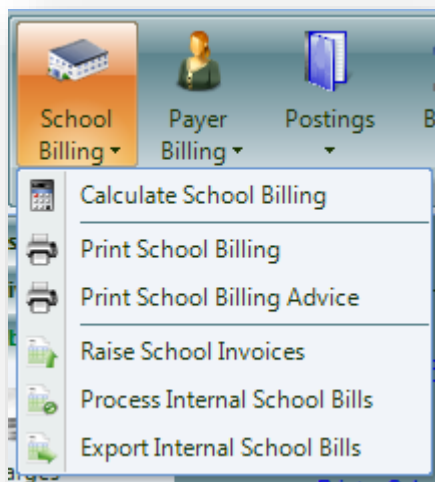 School Payer Postings B
Billing Billing
Calculate School Billing
Print School Billing
Print School Billing Advice
Raise School Invoices
Process Internal School Bills
Export Internal School Bills